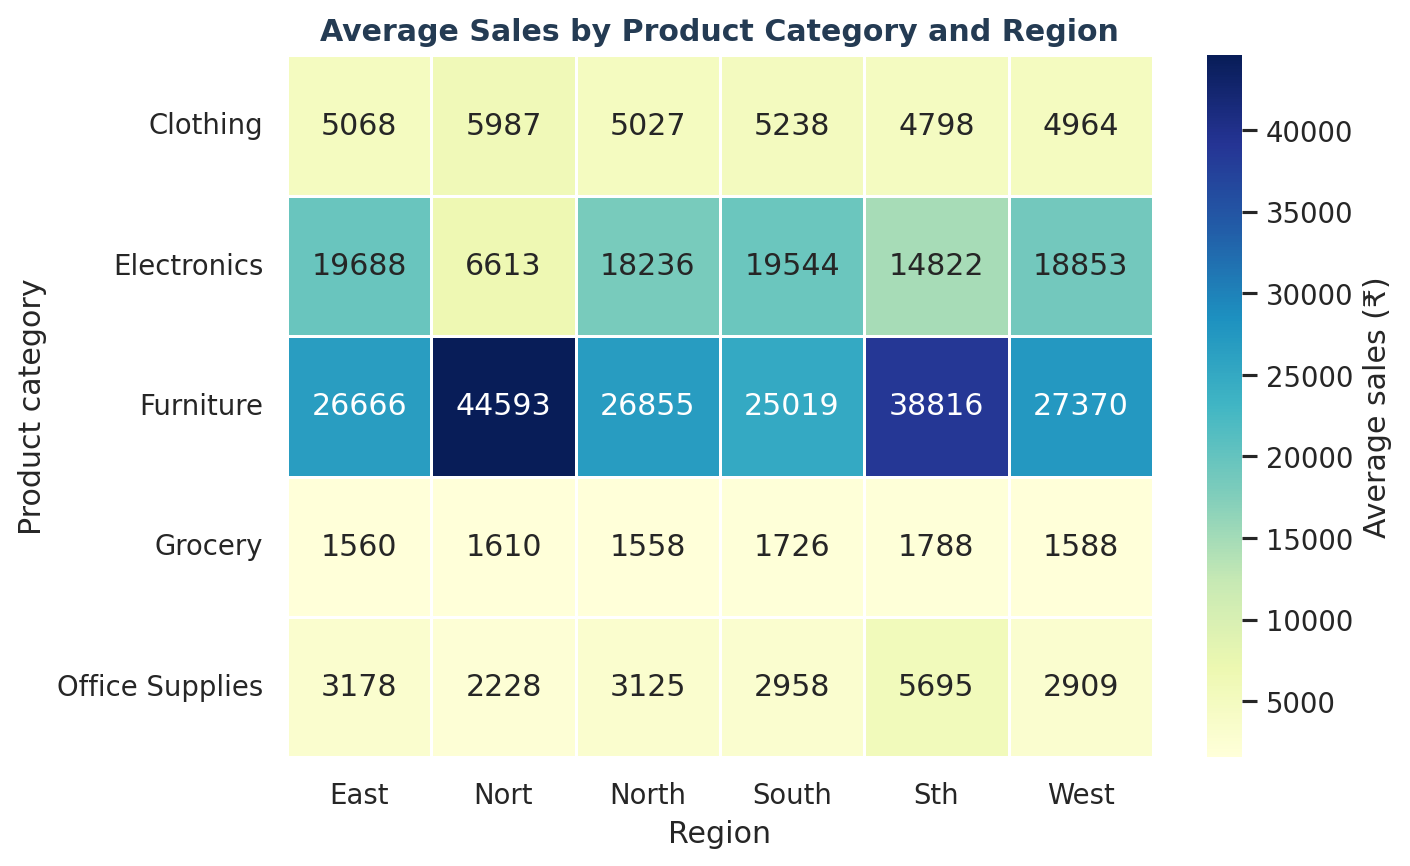 Average Sales by Product Category and Region
Product category
Clothing 5068 5987 5027 5238 4798 4964
Electronics 19688 6613 18236 19544 14822 18853
Furniture 26666 44593 26855 25019 38816 27370
Grocery 1560 1610 1558 1726 1788 1588
Office Supplies 3178 2228 3125 2958 5695 2909
East Nort North South Sth West
Region
40000
35000
30000
25000
20000
15000
10000
5000
Average sales (₹)